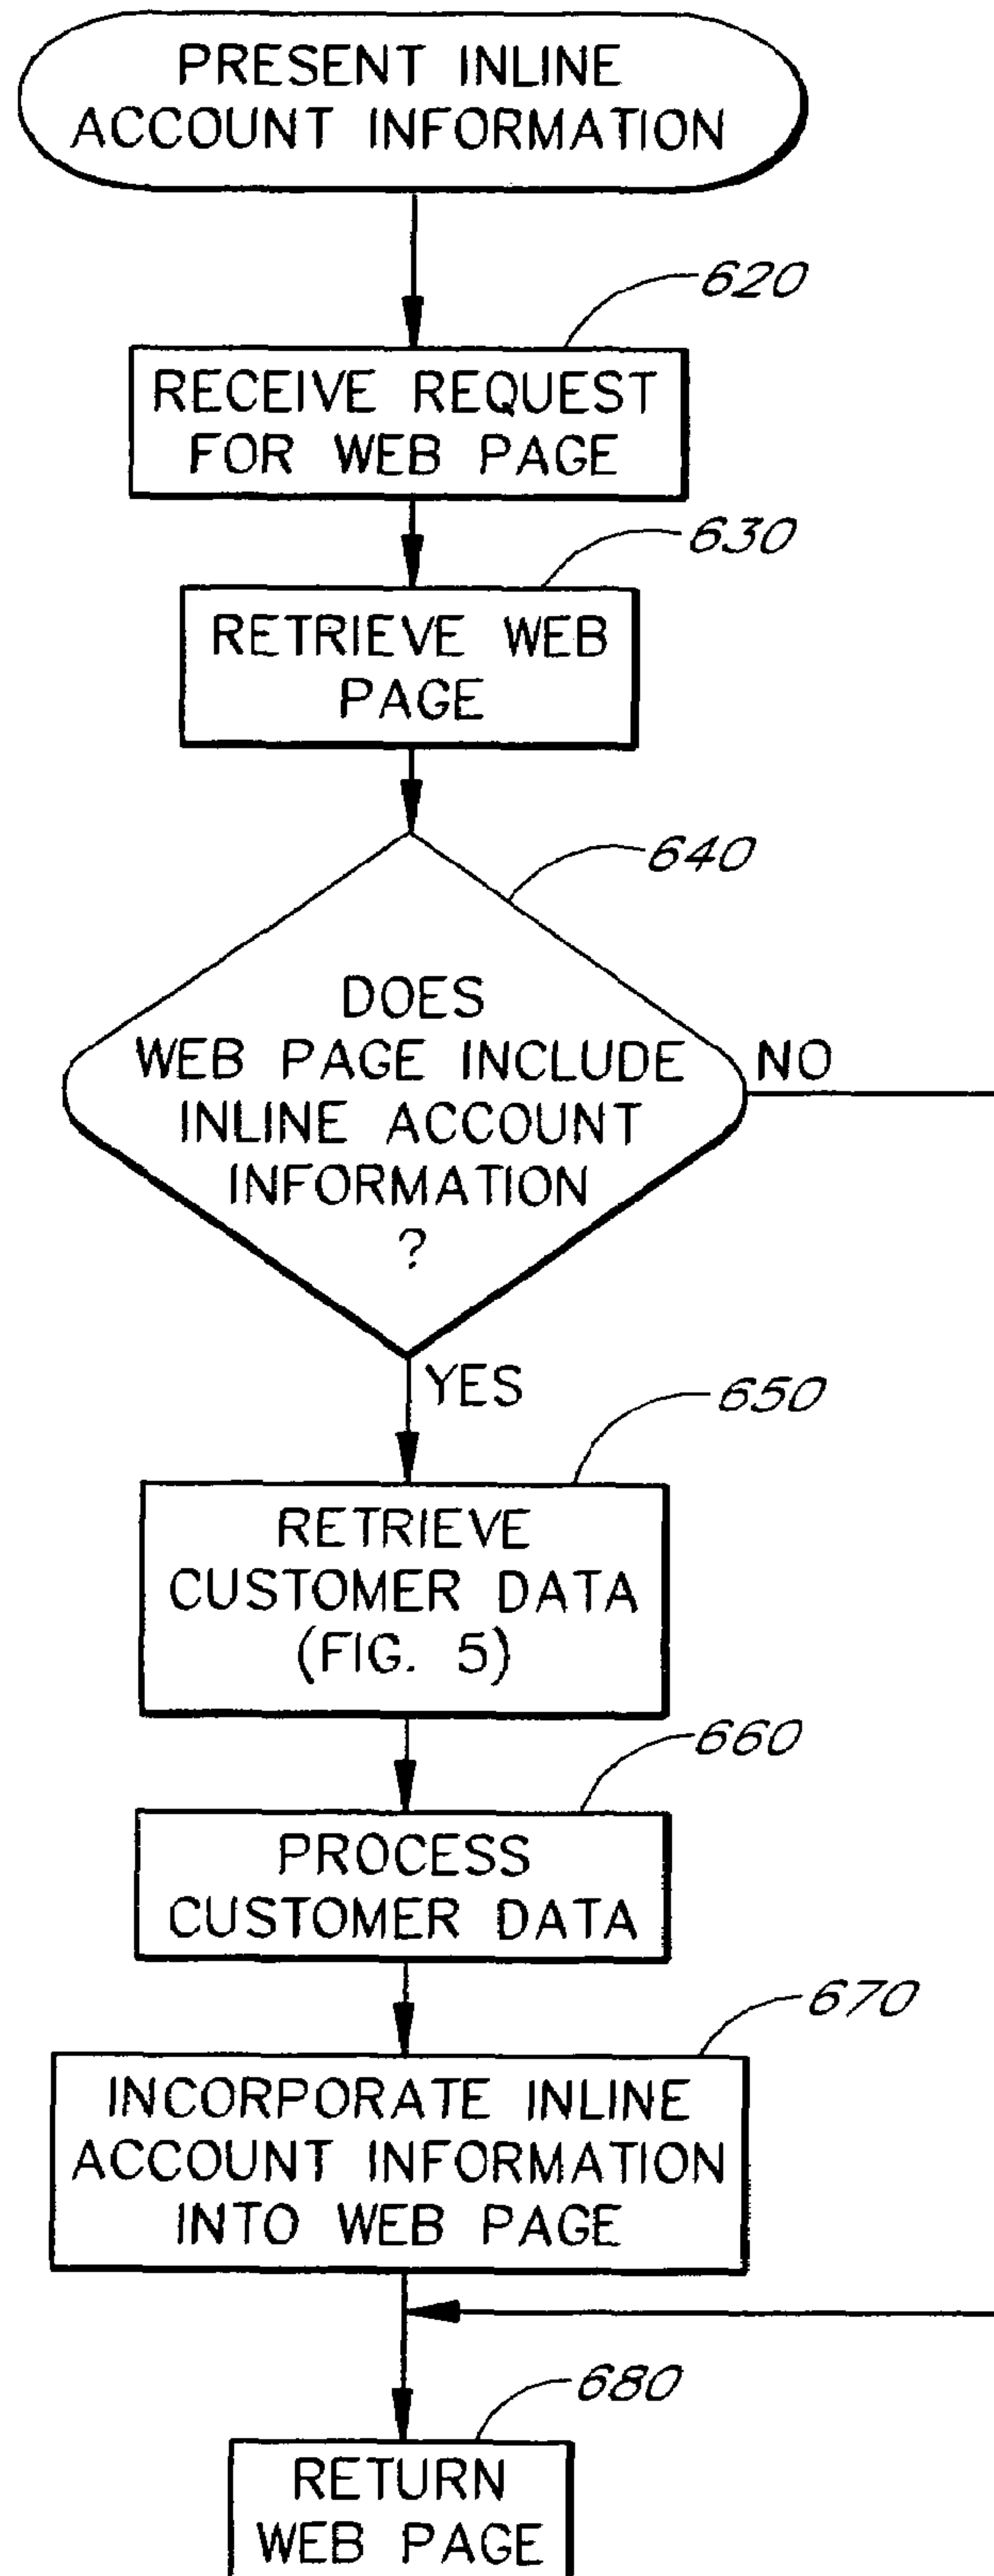 PRESENT INLINE
ACCOUNT INFORMATION
620
RECEIVE REQUEST
FOR WEB PAGE
630
RETRIEVE WEB
PAGE
640
DOES
WEB PAGE INCLUDE
INLINE ACCOUNT
INFORMATION
?
NO
YES
650
RETRIEVE
CUSTOMER DATA
(FIG. 5)
660
PROCESS
CUSTOMER DATA
670
INCORPORATE INLINE
ACCOUNT INFORMATION
INTO WEB PAGE
680
RETURN
WEB PAGE